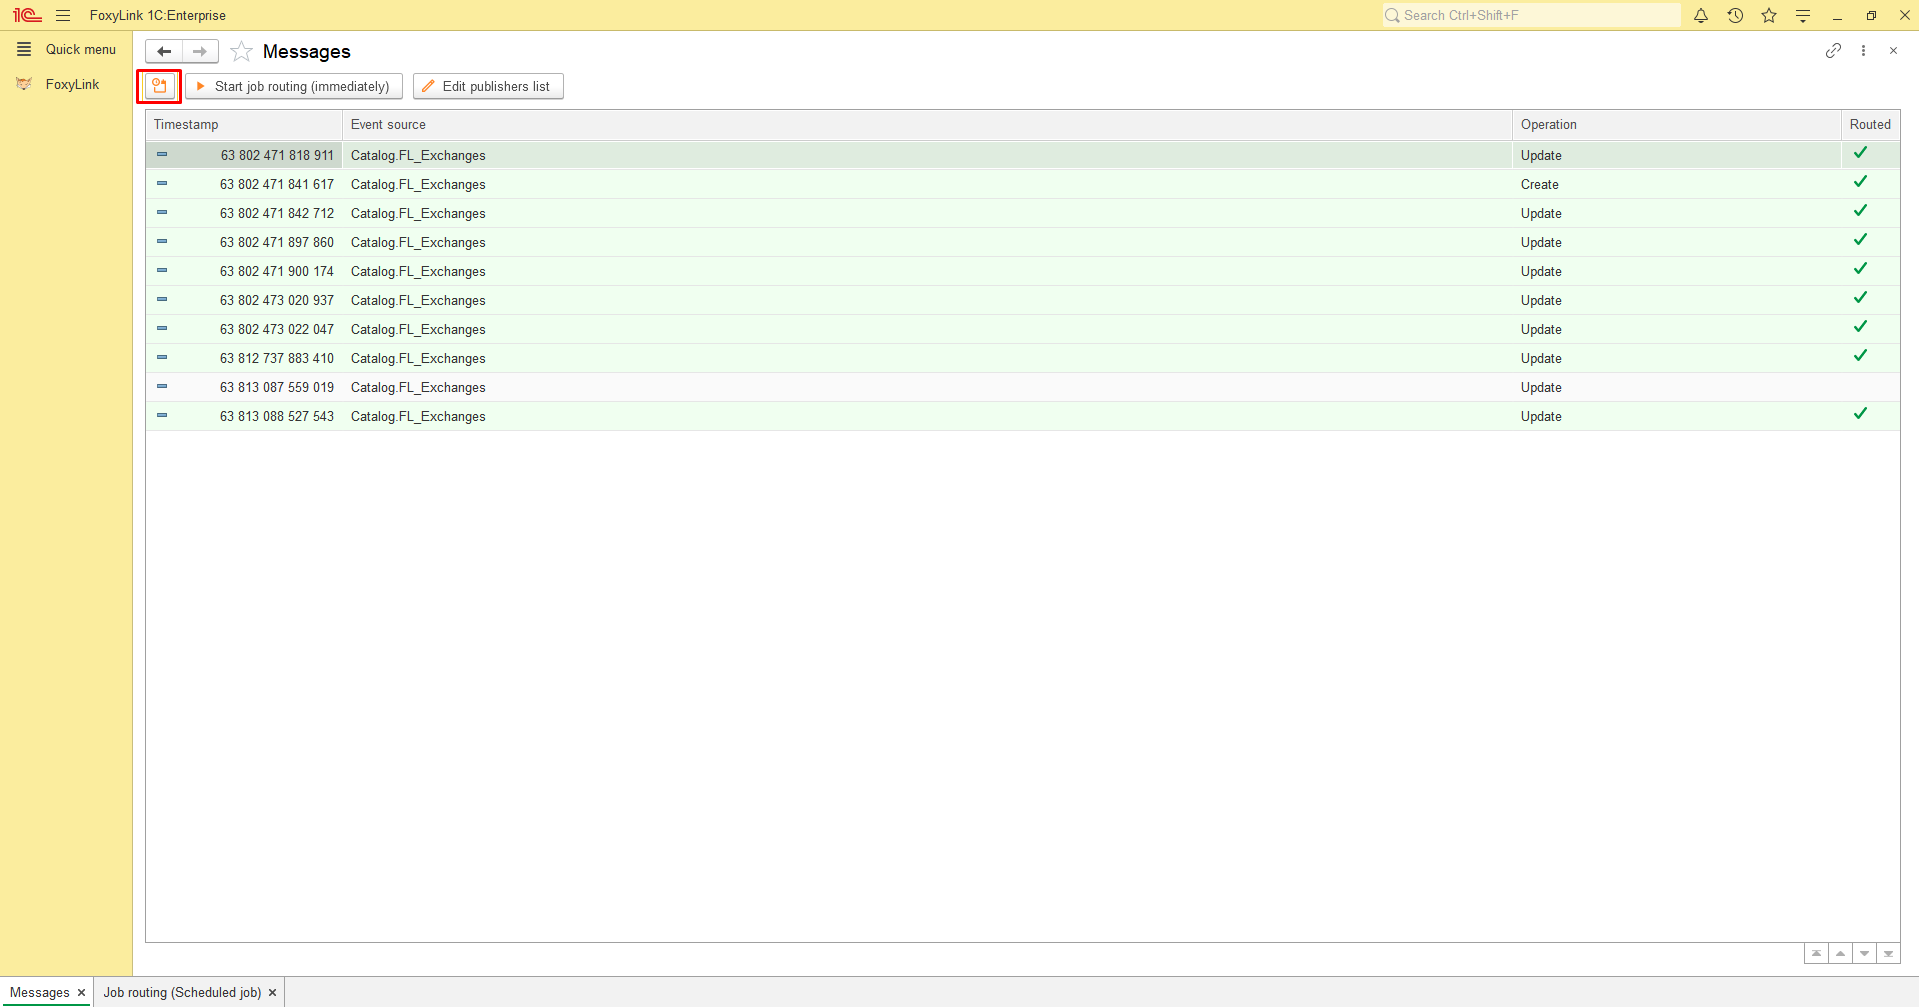 1С FoxyLink 1C:Enterprise Search Ctrl+Shift+F
Quick menu
FoxyLink
Messages
Start job routing (immediately) Edit publishers list
Timestamp Event source Operation Routed
63 802 471 818 911 Catalog.FL_Exchanges Update
63 802 471 841 617 Catalog.FL_Exchanges Create
63 802 471 842 712 Catalog.FL_Exchanges Update
63 802 471 897 860 Catalog.FL_Exchanges Update
63 802 471 900 174 Catalog.FL_Exchanges Update
63 802 473 020 937 Catalog.FL_Exchanges Update
63 802 473 022 047 Catalog.FL_Exchanges Update
63 812 737 883 410 Catalog.FL_Exchanges Update
63 813 087 559 019 Catalog.FL_Exchanges Update
63 813 088 527 543 Catalog.FL_Exchanges Update
Messages Job routing (Scheduled job)